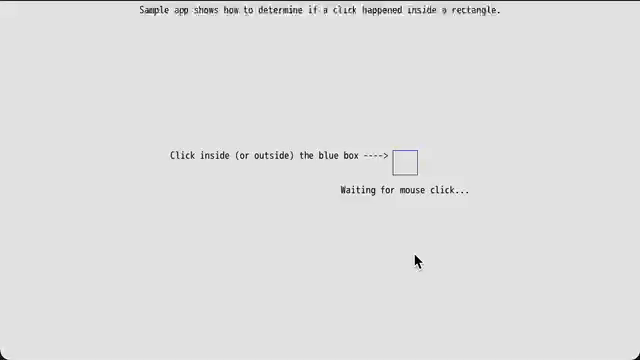 Sample app shows how to determine if a click happened inside a rectangle.
Click inside (or outside) the blue box ---->
Waiting for mouse click...